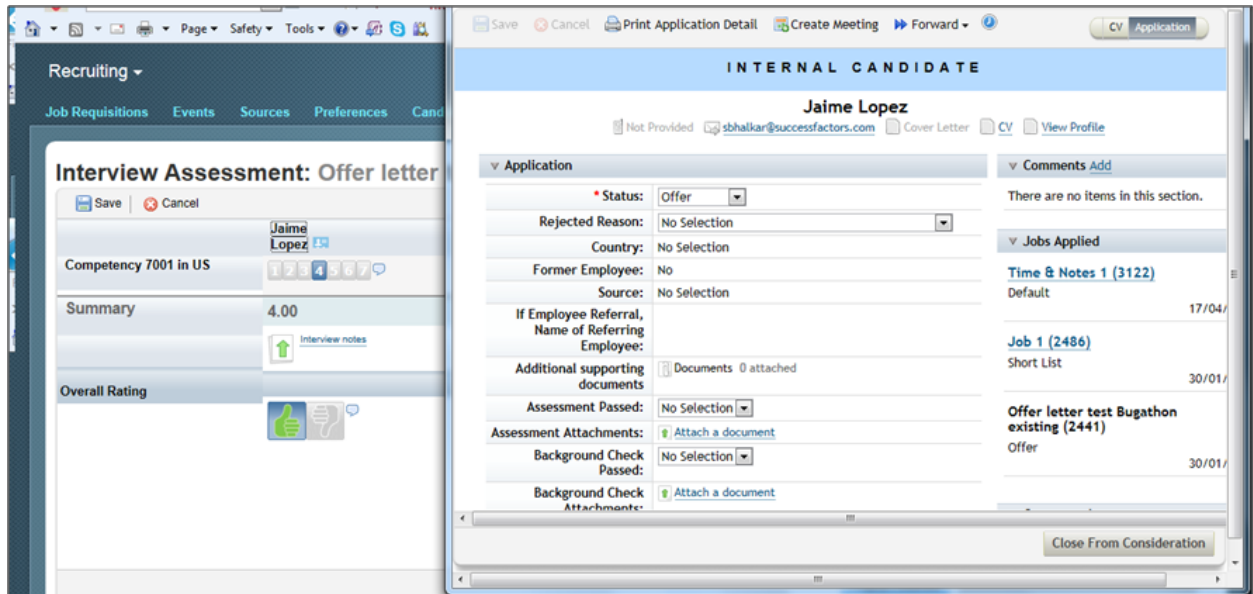 Page Safety Tools
Recruiting
Job Requisitions Events Sources Preferences Cand
Interview Assessment: Offer letter
Save Cancel
Jaime
Lopez
Competency 7001 in US
1 2 3 4 5 6 7
Summary
4.00
Interview notes
Overall Rating
Save Cancel Print Application Detail Create Meeting Forward
CV Application
INTERNAL CANDIDATE
Jaime Lopez
Not Provided sbhalkar@successfactors.com Cover Letter CV View Profile
Application
* Status: Offer
Rejected Reason: No Selection
Country: No Selection
Former Employee: No
Source: No Selection
If Employee Referral,
Name of Referring
Employee:
Additional supporting
documents
Documents 0 attached
Assessment Passed: No Selection
Assessment Attachments: Attach a document
Background Check
Passed:
No Selection
Background Check
Attachments:
Attach a document
Comments Add
There are no items in this section.
Jobs Applied
Time & Notes 1 (3122)
Default
17/04/
Job 1 (2486)
Short List
30/01/
Offer letter test Bugathon
existing (2441)
Offer
30/01/
Close From Consideration